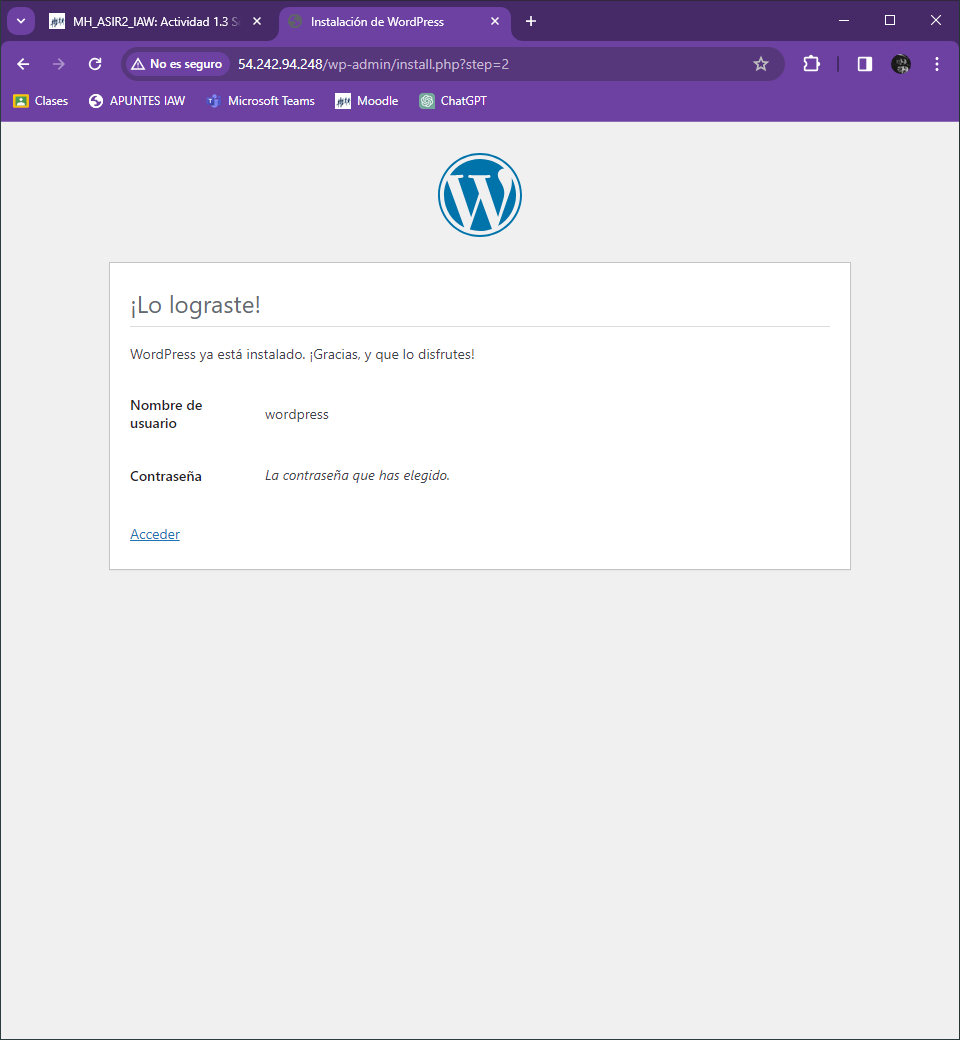 MH_ASIR2_IAW: Actividad 1.3 S
Instalación de WordPress
No es seguro
54.242.94.248/wp-admin/install.php?step=2
Clases
APUNTES IAW
Microsoft Teams
Moodle
ChatGPT
¡Lo lograste!
WordPress ya está instalado. ¡Gracias, y que lo disfrutes!
Nombre de
usuario
wordpress
Contraseña
La contraseña que has elegido.
Acceder